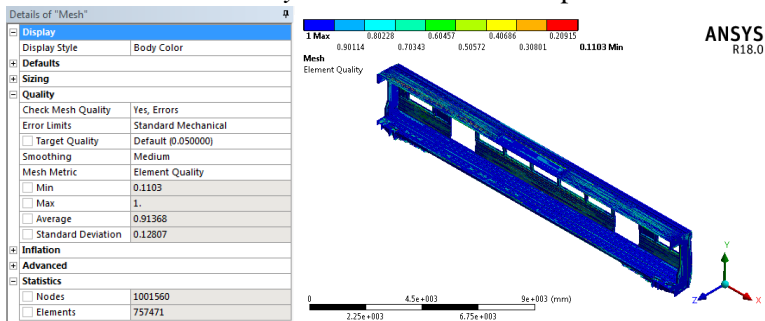 Details of "Mesh"
Display
Display Style Body Color
Defaults
Sizing
Quality
Check Mesh Quality Yes, Errors
Error Limits Standard Mechanical
Target Quality Default (0.050000)
Smoothing Medium
Mesh Metric Element Quality
Min 0.1103
Max 1.
Average 0.91368
Standard Deviation 0.12807
Inflation
Advanced
Statistics
Nodes 1001560
Elements 757471
1 Max 0.80228 0.60457 0.40686 0.20915
0.90114 0.70343 0.50572 0.30801 0.1103 Min
Mesh
Element Quality
ANSYS
R18.0
Y
Z X
0 4.5e+003 9e+003 (mm)
2.25e+003 6.75e+003